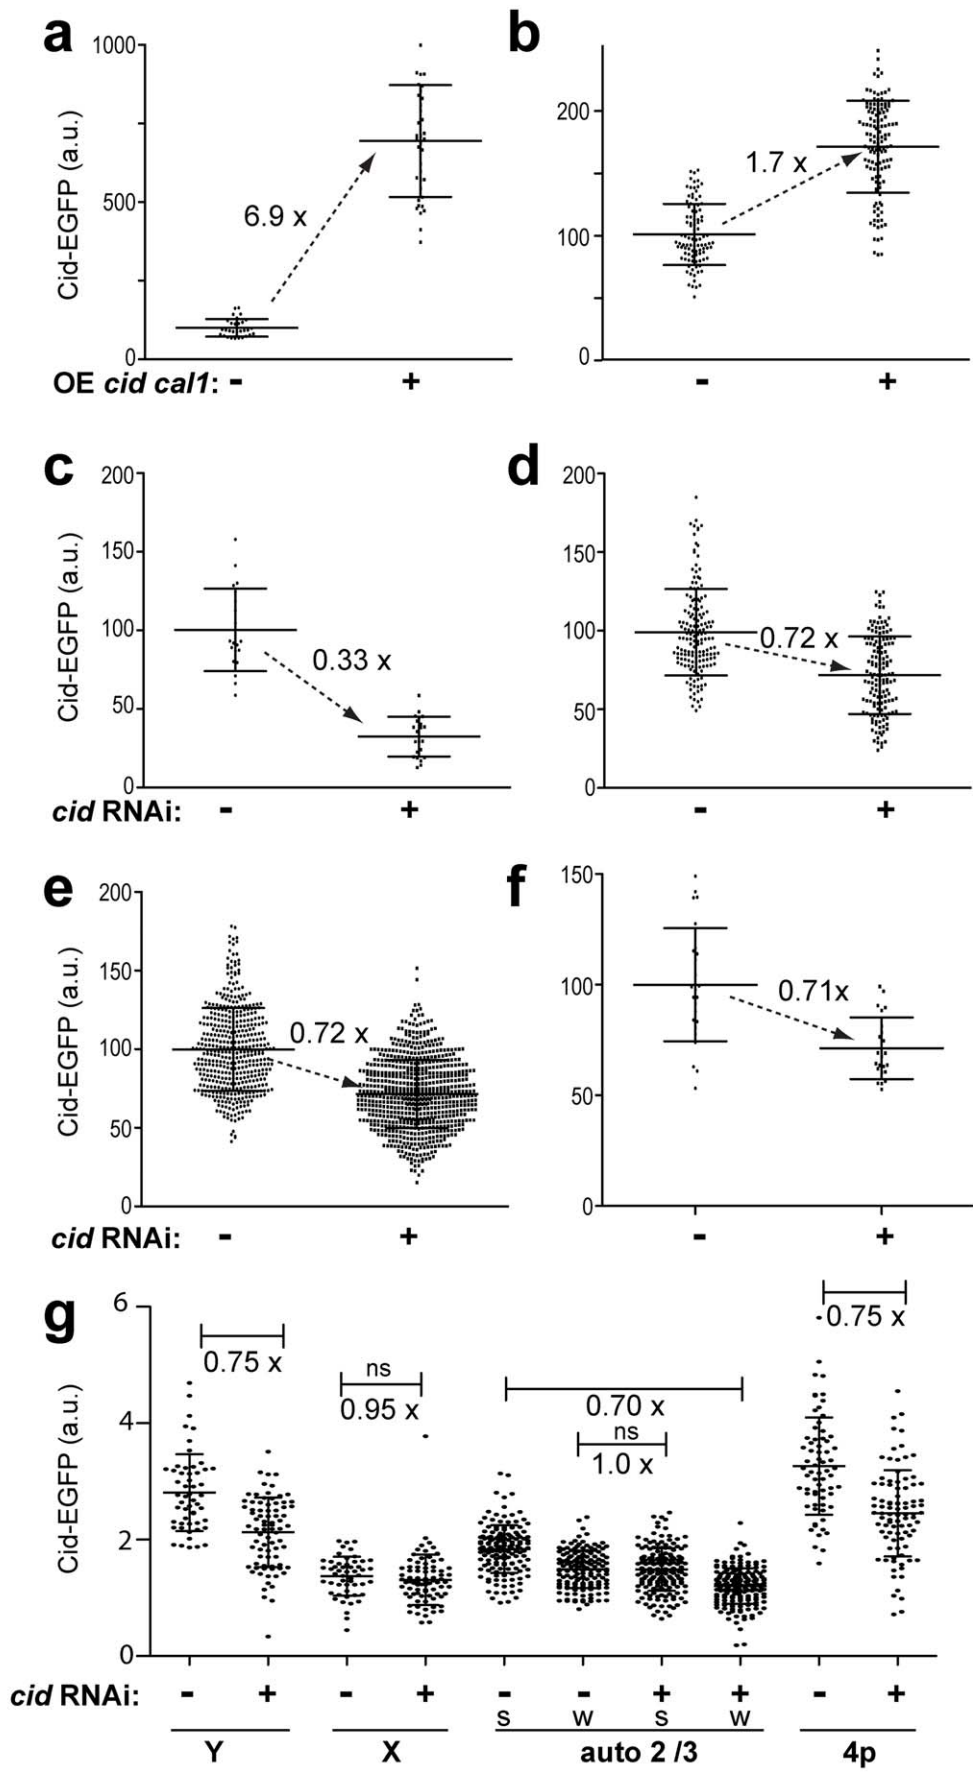 a
b
Cid-EGFP (a.u.)
1000
500
0
6.9 x
200
100
0
1.7 x
OE cid cal1: - +
- +
c
d
Cid-EGFP (a.u.)
200
150
100
50
0
0.33 x
200
150
100
50
0
0.72 x
cid RNAi: - +
- +
e
f
Cid-EGFP (a.u.)
200
150
100
50
0
0.72 x
150
100
50
0
0.71x
cid RNAi: - +
- +
g
Cid-EGFP (a.u.)
6
4
2
0
0.75 x
ns
0.95 x
0.70 x
ns
1.0 x
0.75 x
cid RNAi: - + - + - - + + - +
s w s w
Y X auto 2 /3 4p